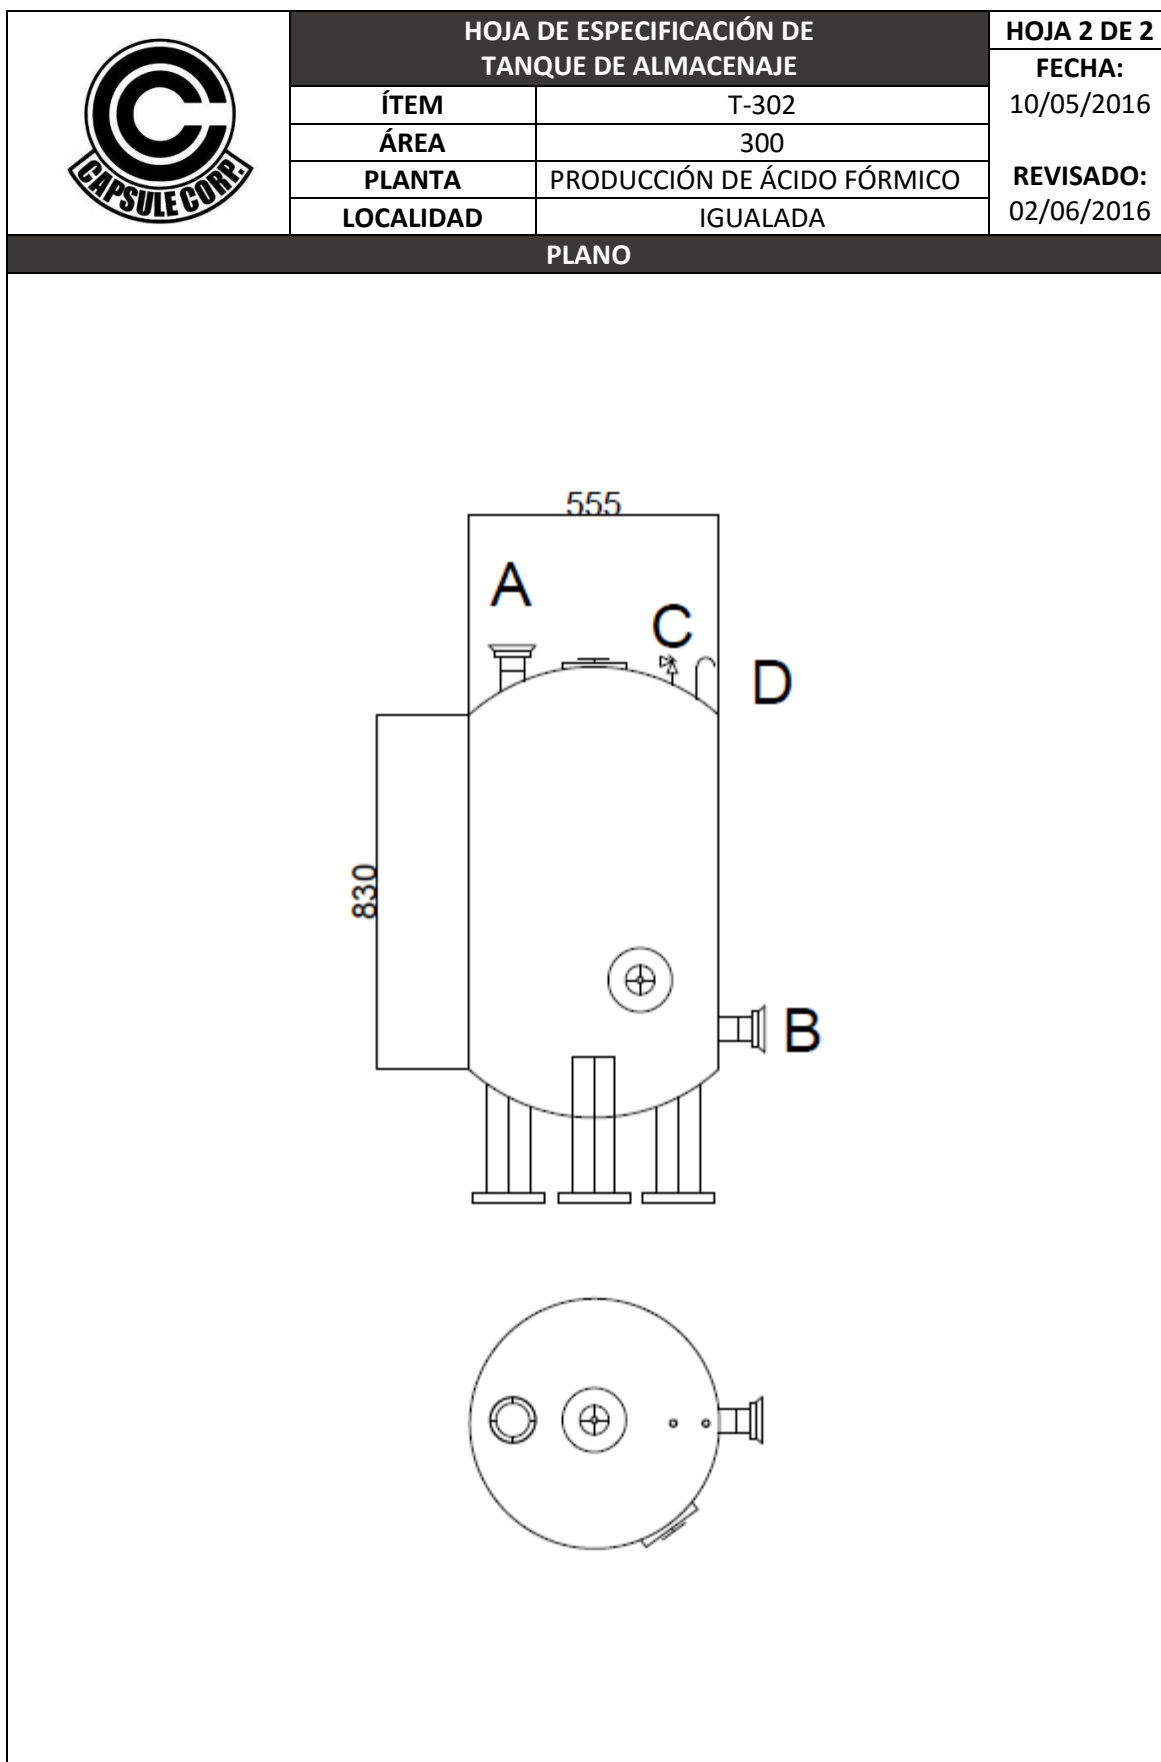 CAPSULE CORP.
HOJA DE ESPECIFICACIÓN DE
TANQUE DE ALMACENAJE
HOJA 2 DE 2
FECHA:
10/05/2016
ÍTEM T-302
ÁREA 300
PLANTA PRODUCCIÓN DE ÁCIDO FÓRMICO
REVISADO:
02/06/2016
LOCALIDAD IGUALADA
PLANO
555
A
C
D
830
B